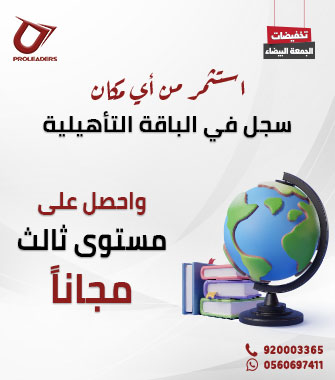 PROLEADERS
تخفيضات
الجمعة البيضاء
استثمر من أي مكان
سجل في الباقة التأهيلية
واحصل على
مستوى ثالث
مجاناً
920003365
0560697411